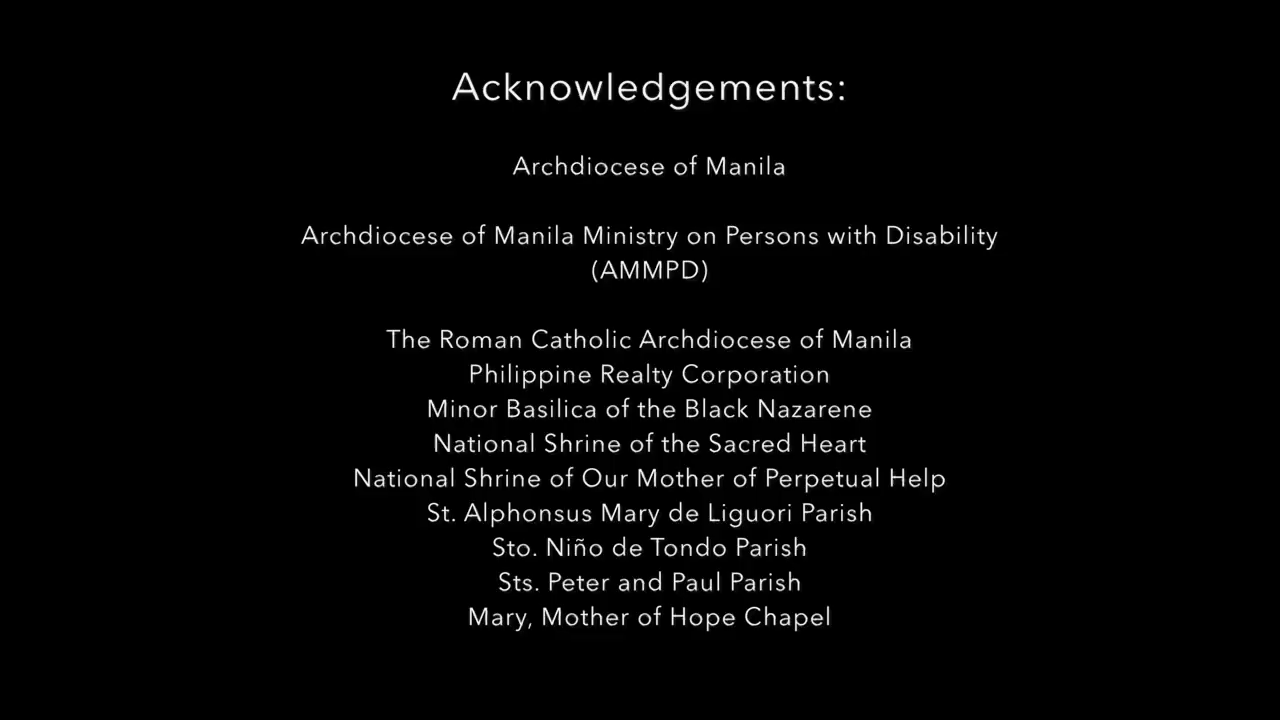 Acknowledgements:
Archdiocese of Manila
Archdiocese of Manila Ministry on Persons with Disability
(AMMPD)
The Roman Catholic Archdiocese of Manila
Philippine Realty Corporation
Minor Basilica of the Black Nazarene
National Shrine of the Sacred Heart
National Shrine of Our Mother of Perpetual Help
St. Alphonsus Mary de Liguori Parish
Sto. Niño de Tondo Parish
Sts. Peter and Paul Parish
Mary, Mother of Hope Chapel